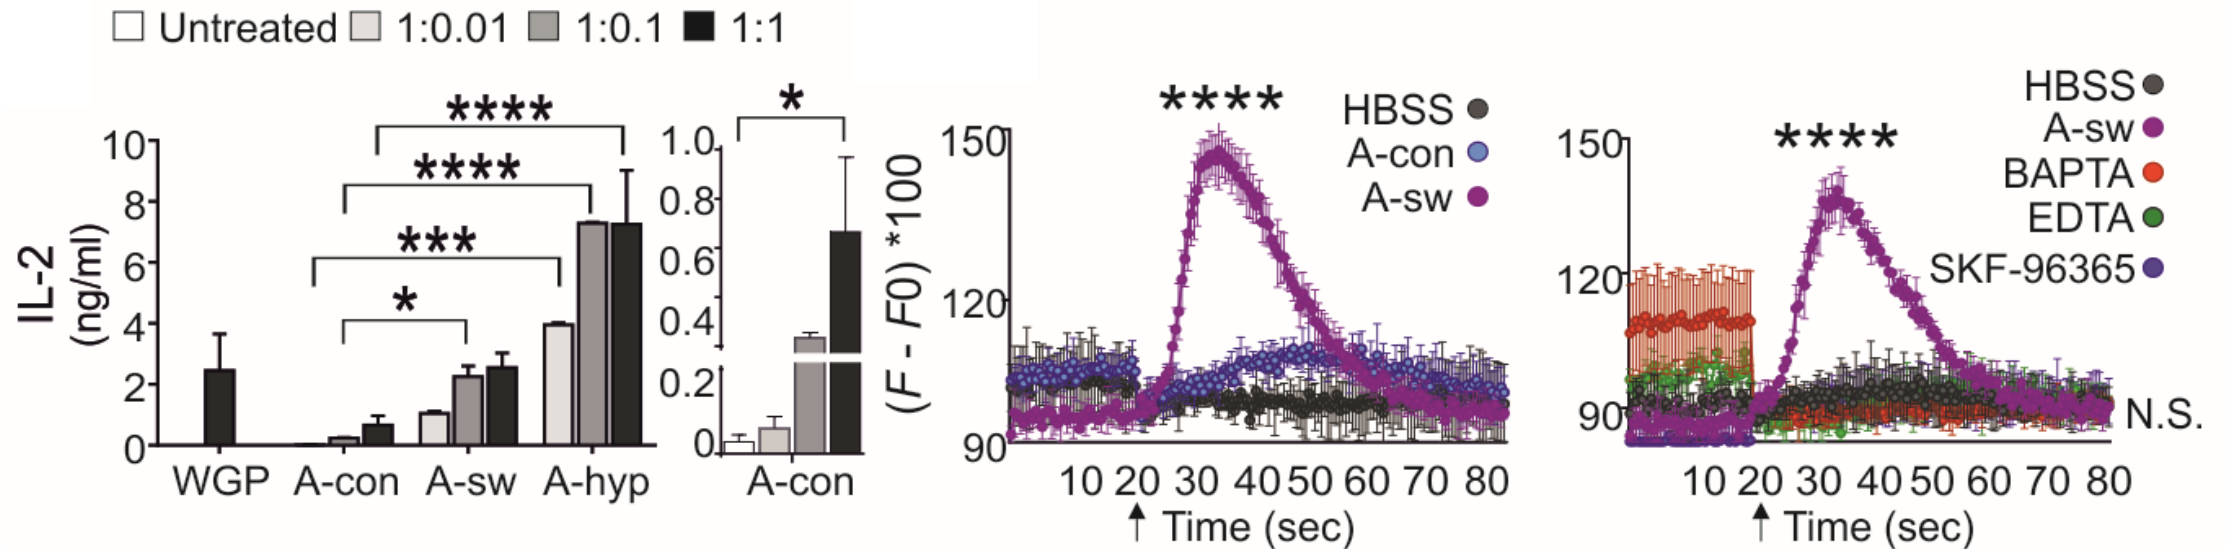 Untreated 1:0.01 1:0.1 1:1
IL-2
(ng/ml)
10
8
6
4
2
0
****
****
***
*
WGP A-con A-sw A-hyp
*
1.0
0.8
0.6
0.4
0.2
0
A-con
(F - F0) *100
150
120
90
****
HBSS
A-con
A-sw
10 20 30 40 50 60 70 80
↑ Time (sec)
150
120
90
****
HBSS
A-sw
BAPTA
EDTA
SKF-96365
N.S.
10 20 30 40 50 60 70 80
↑ Time (sec)